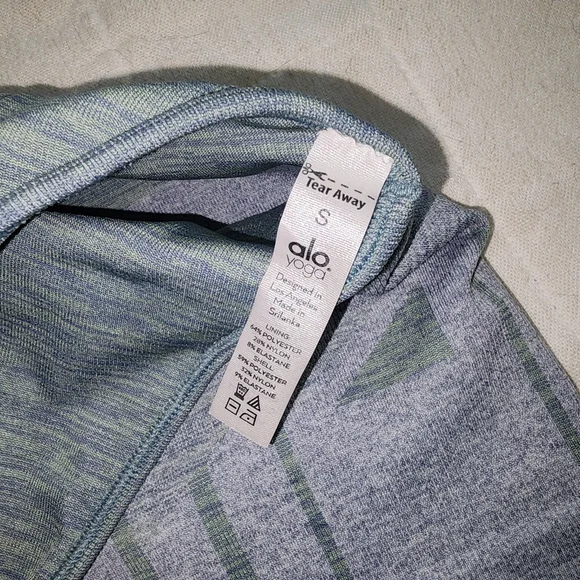 Tear Away
S
alo
yoga®
Designed in
Los Angeles
Made in
Srilanka
LINING:
64% POLYESTER
28% NYLON
8% ELASTANE
SHELL:
59% POLYESTER
32% NYLON
9% ELASTANE